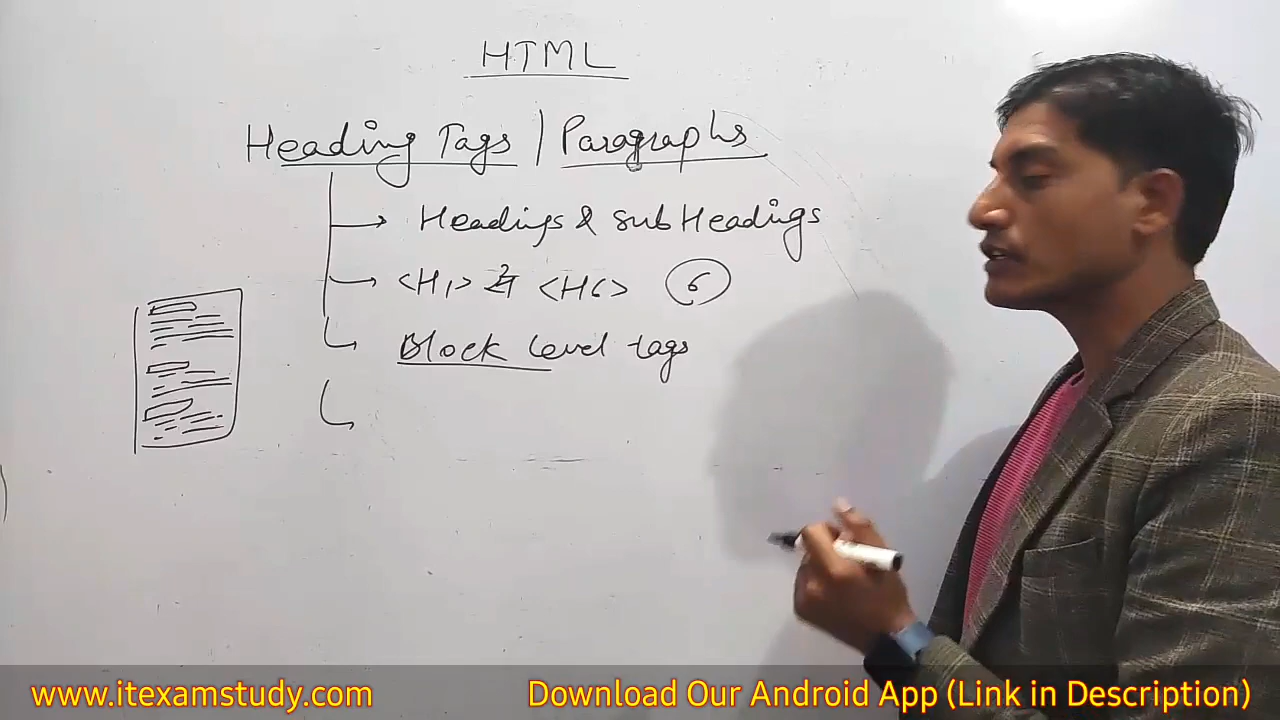 HTML
Heading Tags | Paragraphs
Headings & Sub Headings
<H1> से <H6> 6
Block Level tags
www.itexamstudy.com Download Our Android App (Link in Description)